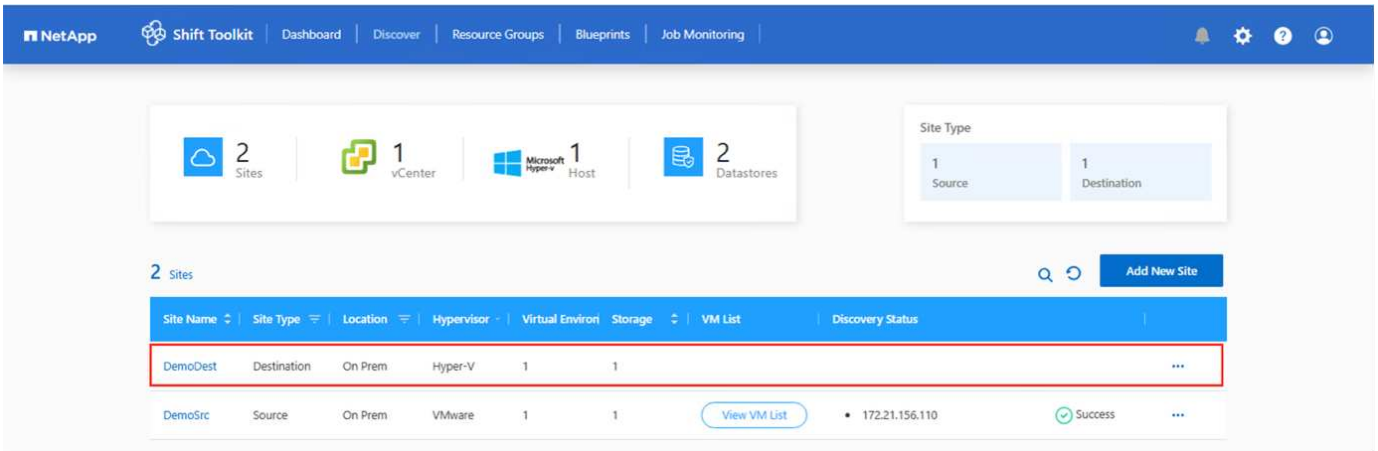 NetApp Shift Toolkit Dashboard Discover Resource Groups Blueprints Job Monitoring
2
Sites
1
vCenter
Microsoft
Hyper-v
1
Host
2
Datastores
Site Type
1
Source
1
Destination
2 Sites
Add New Site
Site Name Site Type Location Hypervisor Virtual Environ Storage VM List Discovery Status
DemoDest Destination On Prem Hyper-V 1 1 ...
DemoSrc Source On Prem VMware 1 1 View VM List • 172.21.156.110 Success ...